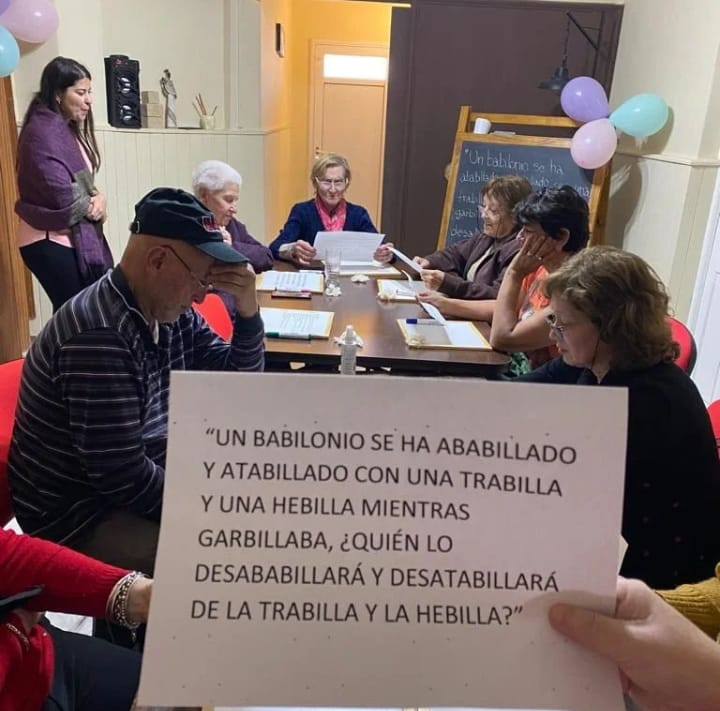 "Un babilonio se ha
"UN BABILONIO SE HA ABABILLADO
Y ATABILLADO CON UNA TRABILLA
Y UNA HEBILLA MIENTRAS
GARBILLABA, ¿QUIÉN LO
DESABABILLARÁ Y DESATABILLARÁ
DE LA TRABILLA Y LA HEBILLA?"